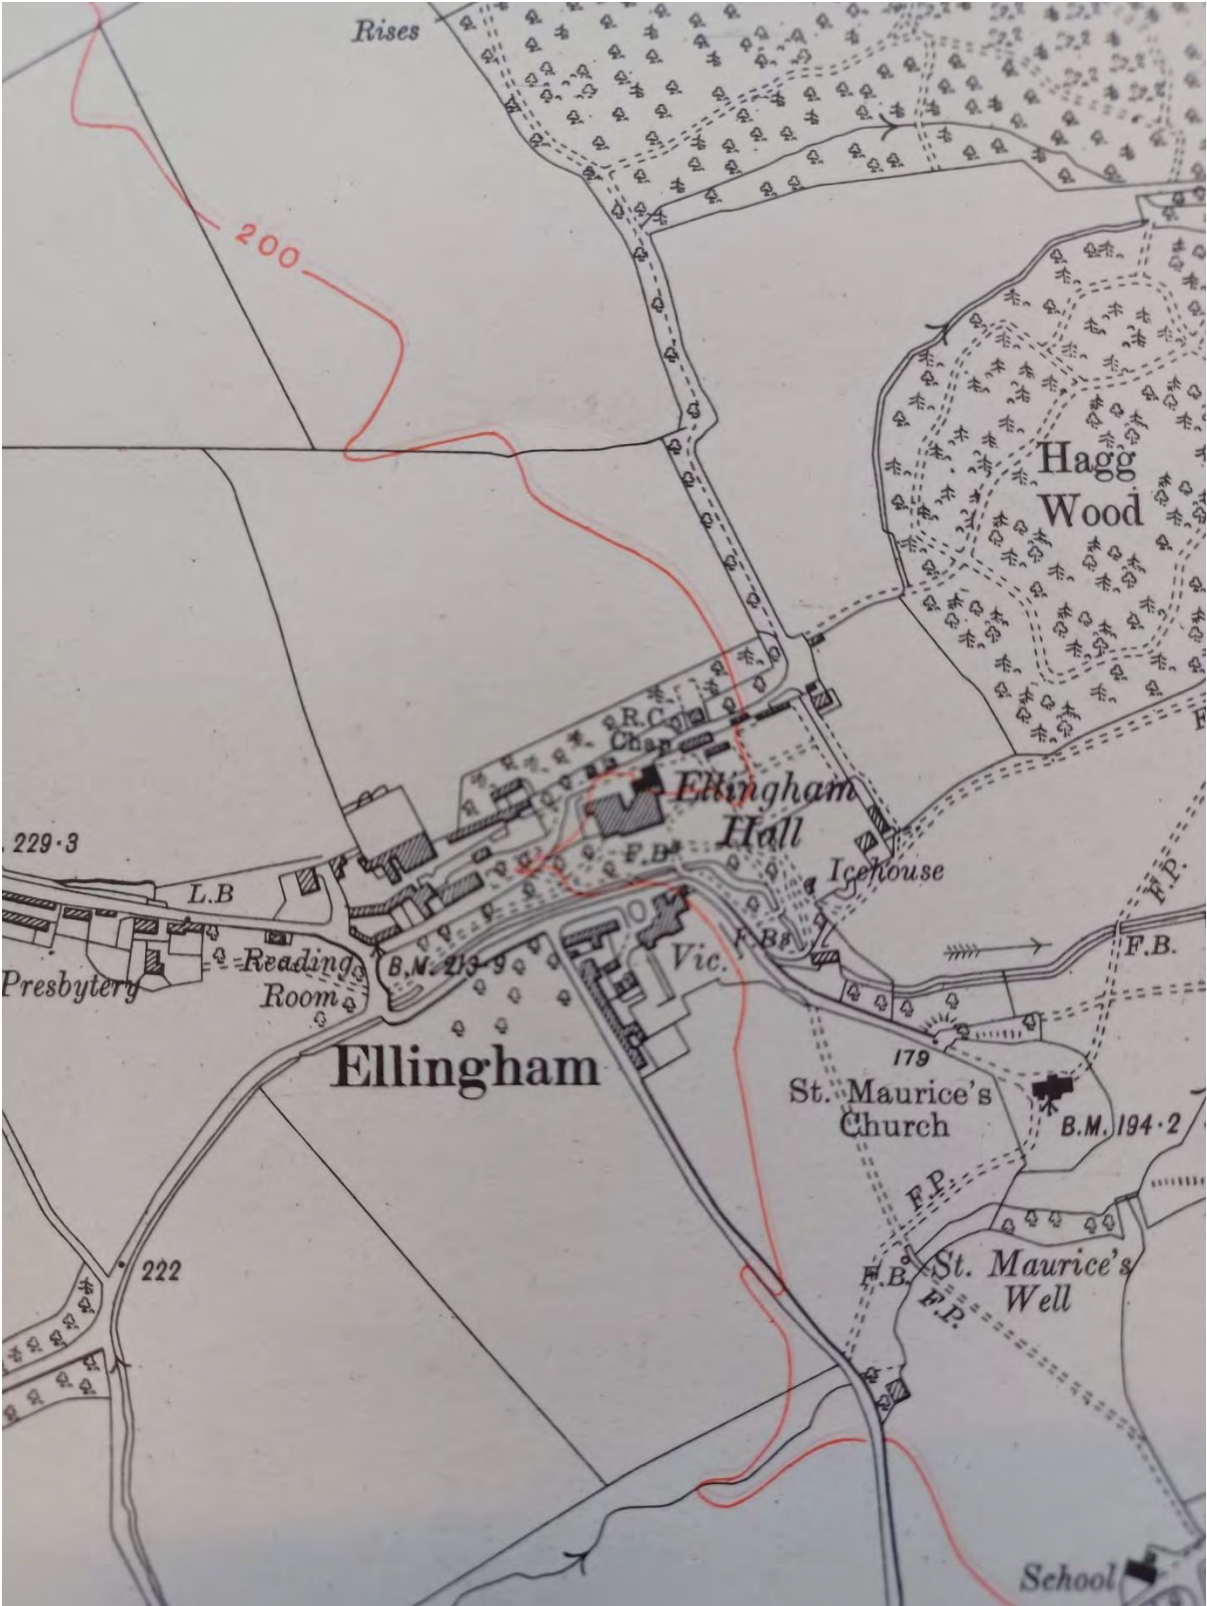 Rises
200
Hagg
Wood
R.C.
Chap
Ellingham
Hall
F.B.
229·3
L.B
Icehouse
F.P.
Reading
Room
B.M. 213·9
Vic.
F.B.
F.B.
Presbytery
Ellingham
179
St. Maurice's
Church
B.M. 194·2
F.P.
222
F.B.
St. Maurice's
Well
F.P.
School